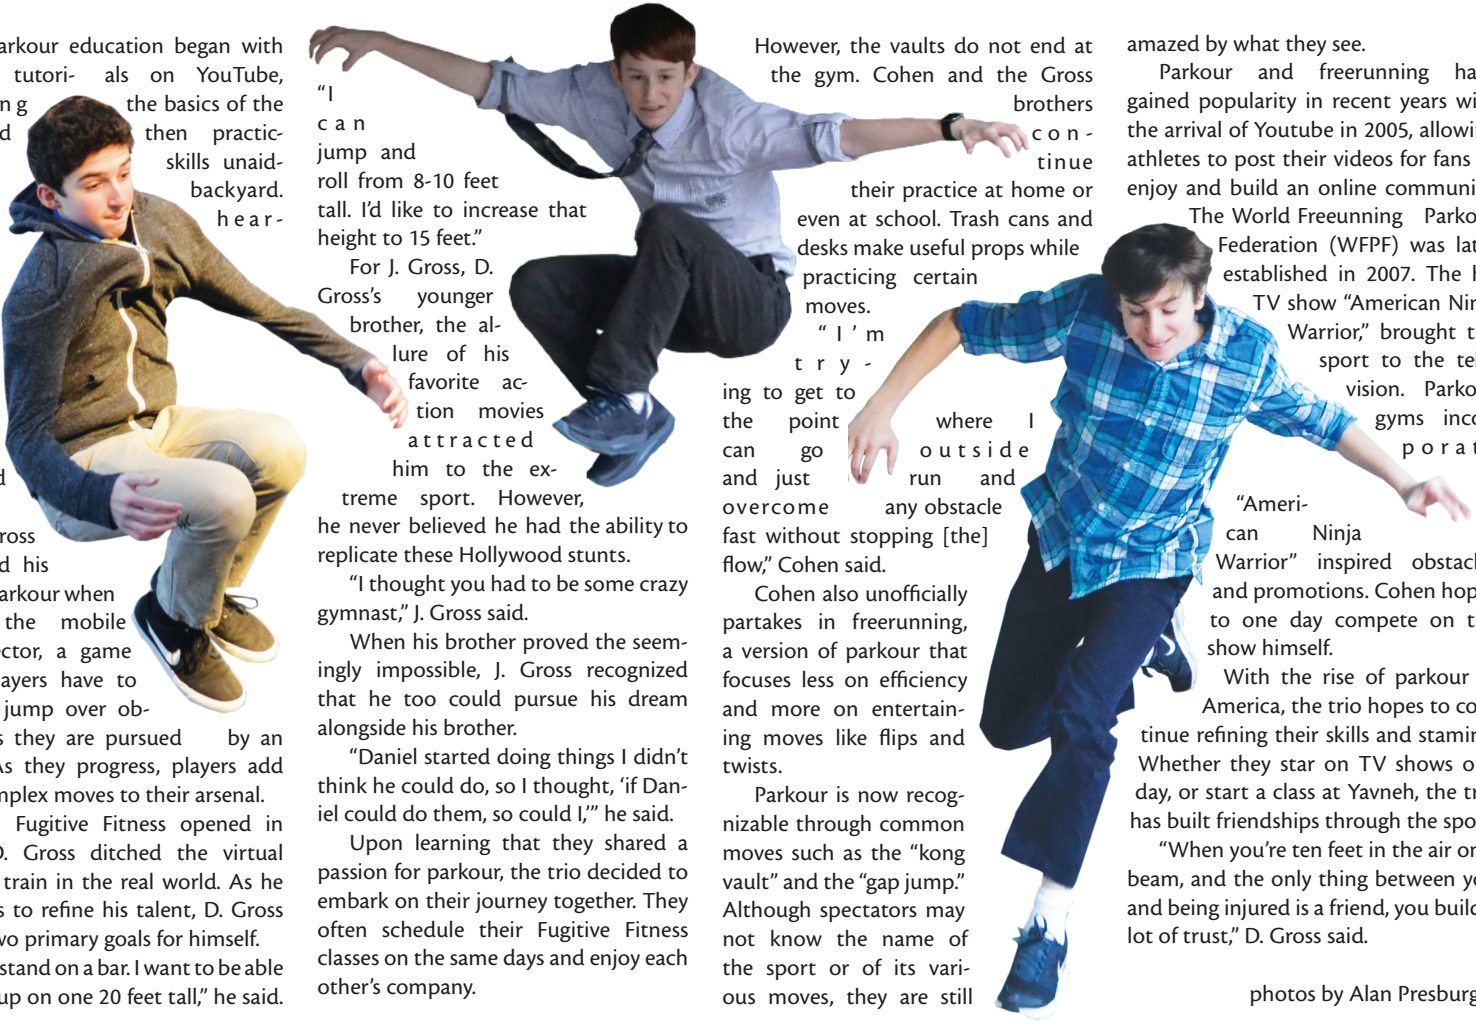 arkour education began with
tutori- als on YouTube,
the basics of the
then practic-
skills unaid-
backyard.
hear-
ross
d his
arkour when
the mobile
ector, a game
ayers have to
jump over ob-
s they are pursued by an
As they progress, players add
mplex moves to their arsenal.
Fugitive Fitness opened in
D. Gross ditched the virtual
train in the real world. As he
s to refine his talent, D. Gross
wo primary goals for himself.
stand on a bar. I want to be able
up on one 20 feet tall,” he said.
“I
can
jump and
roll from 8-10 feet
tall. I’d like to increase that
height to 15 feet.”
For J. Gross, D.
Gross’s younger
brother, the al-
lure of his
favorite ac-
tion movies
attracted
him to the ex-
treme sport. However,
he never believed he had the ability to
replicate these Hollywood stunts.
“I thought you had to be some crazy
gymnast,” J. Gross said.
When his brother proved the seem-
ingly impossible, J. Gross recognized
that he too could pursue his dream
alongside his brother.
“Daniel started doing things I didn’t
think he could do, so I thought, ‘if Dan-
iel could do them, so could I,’” he said.
Upon learning that they shared a
passion for parkour, the trio decided to
embark on their journey together. They
often schedule their Fugitive Fitness
classes on the same days and enjoy each
other’s company.
However, the vaults do not end at
the gym. Cohen and the Gross
brothers
con-
tinue
their practice at home or
even at school. Trash cans and
desks make useful props while
practicing certain
moves.
“I’m
try-
ing to get to
the point where I
can go outside
and just run and
overcome any obstacle
fast without stopping [the]
flow,” Cohen said.
Cohen also unofficially
partakes in freerunning,
a version of parkour that
focuses less on efficiency
and more on entertain-
ing moves like flips and
twists.
Parkour is now recog-
nizable through common
moves such as the “kong
vault” and the “gap jump.”
Although spectators may
not know the name of
the sport or of its vari-
ous moves, they are still
amazed by what they see.
Parkour and freerunning ha
gained popularity in recent years wi
the arrival of Youtube in 2005, allowi
athletes to post their videos for fans
enjoy and build an online communi
The World Freeunning Parko
Federation (WFPF) was lat
established in 2007. The h
TV show “American Nin
Warrior,” brought t
sport to the tel
vision. Parko
gyms inco
porat
“Ameri-
can Ninja
Warrior” inspired obstacl
and promotions. Cohen hop
to one day compete on t
show himself.
With the rise of parkour
America, the trio hopes to co
tinue refining their skills and stamin
Whether they star on TV shows o
day, or start a class at Yavneh, the tr
has built friendships through the spo
“When you’re ten feet in the air on
beam, and the only thing between yo
and being injured is a friend, you build
lot of trust,” D. Gross said.
photos by Alan Presburg